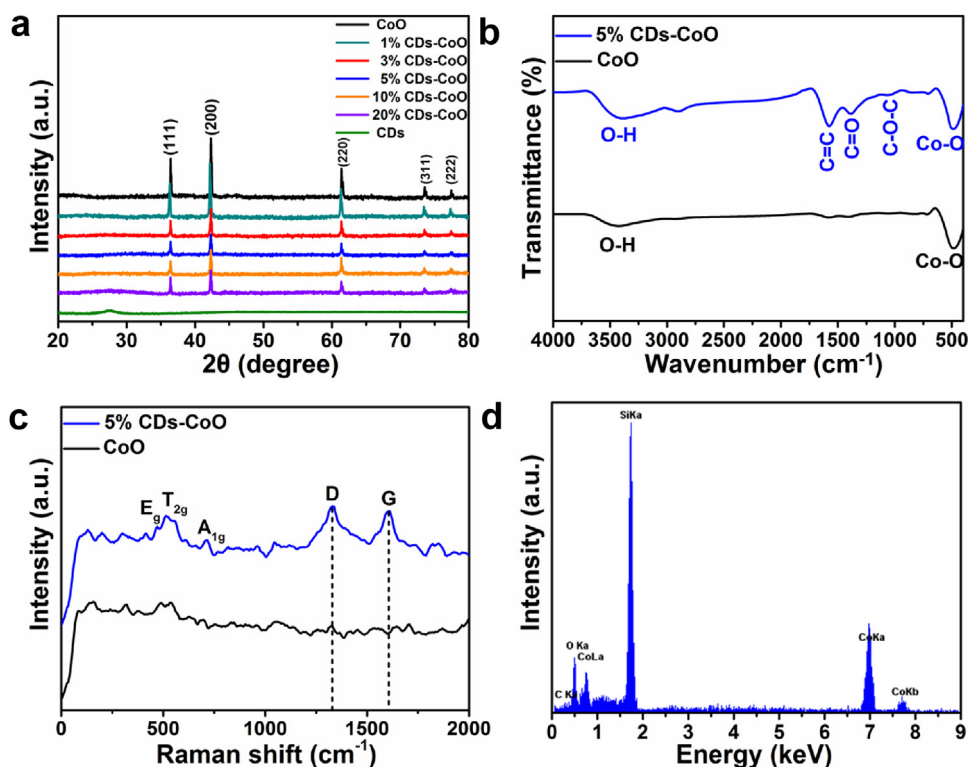 a
CoO
1% CDs-CoO
3% CDs-CoO
5% CDs-CoO
10% CDs-CoO
20% CDs-CoO
CDs
(111)
(200)
(220)
(311)
(222)
Intensity (a.u.)
20 30 40 50 60 70 80
2θ (degree)
b
5% CDs-CoO
CoO
O-H
C=C
C=O
C-O-C
Co-O
O-H
Co-O
Transmittance (%)
4000 3500 3000 2500 2000 1500 1000 500
Wavenumber (cm-1)
c
5% CDs-CoO
CoO
Eg
T2g
A1g
D
G
Intensity (a.u.)
0 500 1000 1500 2000
Raman shift (cm-1)
d
SiKa
O Ka
CoLa
C K
CoKa
CoKb
Intensity (a.u.)
0 1 2 3 4 5 6 7 8 9
Energy (keV)